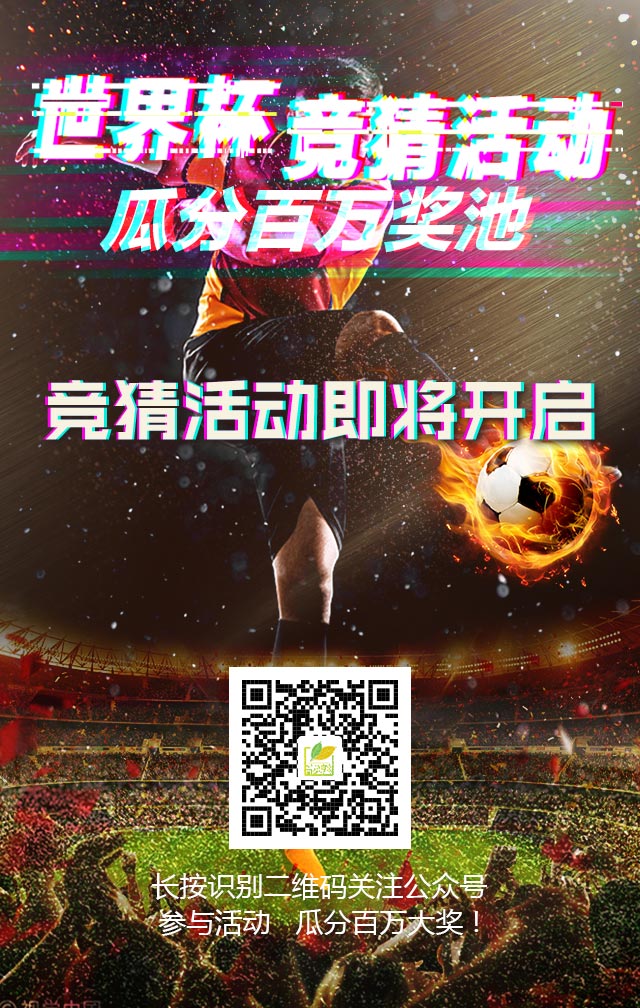 世界杯 竞猜活动
瓜分百万奖池
竞猜活动即将开启
长按识别二维码关注公众号
参与活动 瓜分百万大奖！